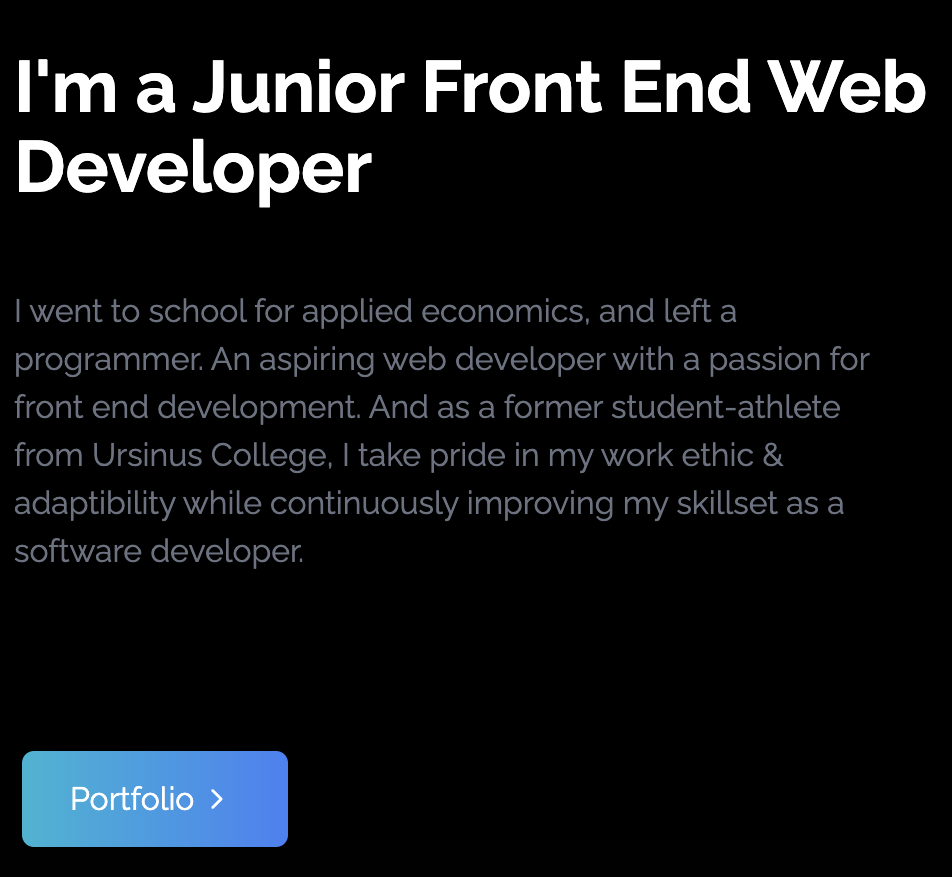 I'm a Junior Front End Web
Developer
I went to school for applied economics, and left a
programmer. An aspiring web developer with a passion for
front end development. And as a former student-athlete
from Ursinus College, I take pride in my work ethic &
adaptibility while continuously improving my skillset as a
software developer.
Portfolio